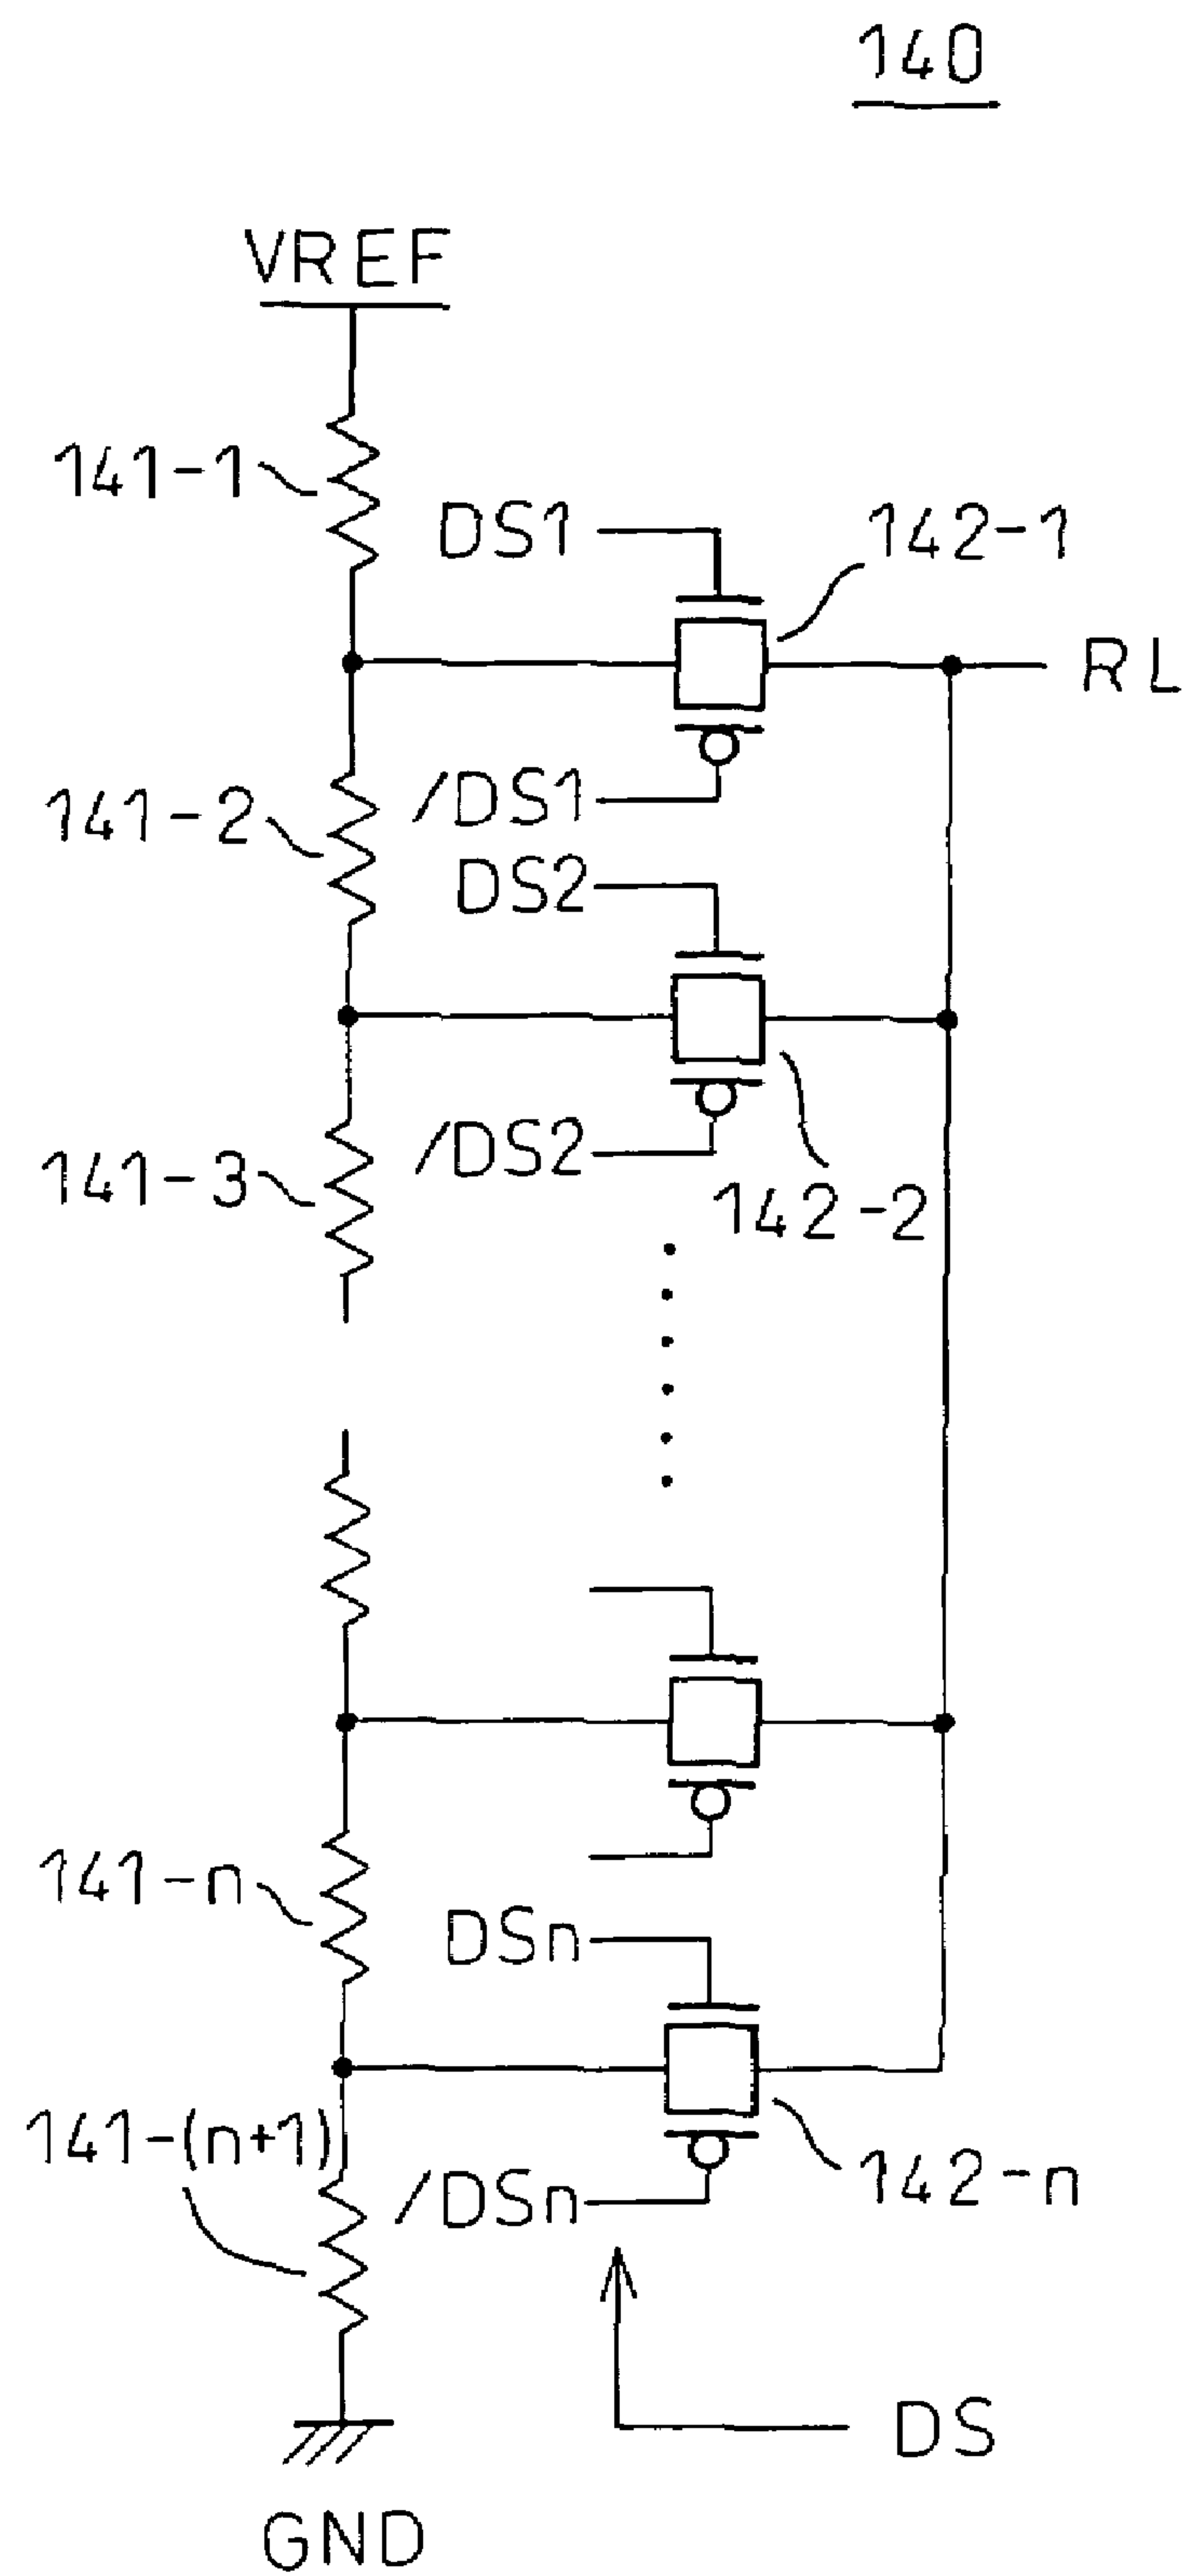 140
VREF
141-1
DS1
142-1
RL
/DS1
141-2
DS2
/DS2
142-2
141-3
141-n
DSn
141-(n+1)
/DSn
142-n
DS
GND